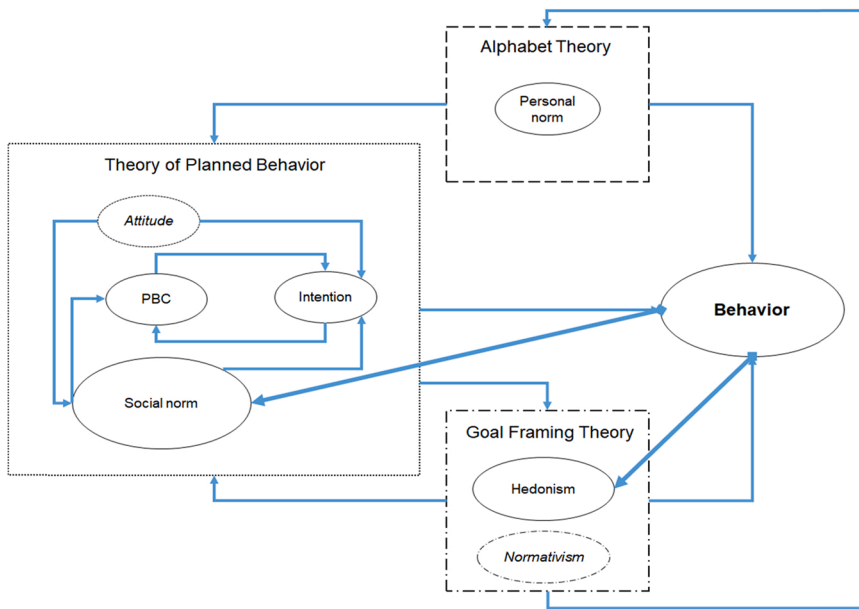 Alphabet Theory
Personal
norm
Theory of Planned Behavior
Attitude
PBC
Intention
Behavior
Social norm
Goal Framing Theory
Hedonism
Normativism